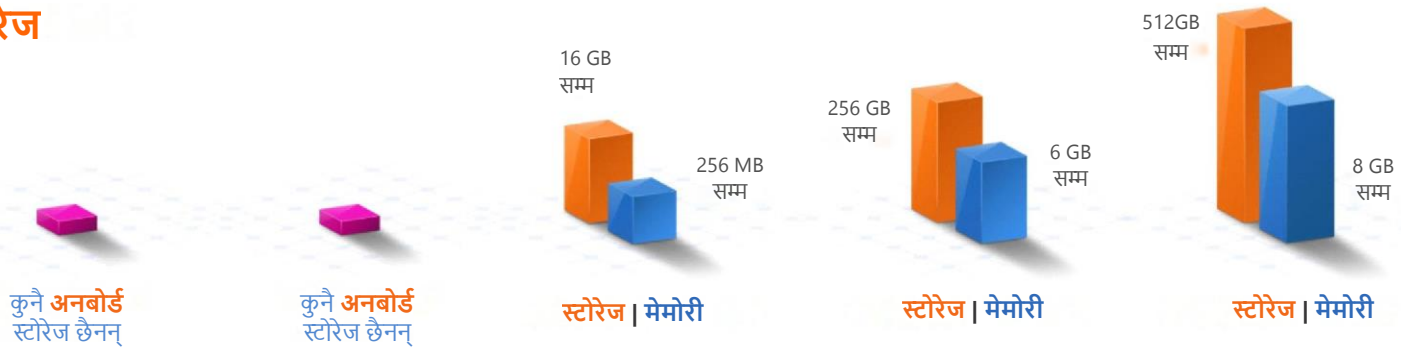 512GB
सम्म
16 GB
सम्म
256 GB
सम्म
256 MB
सम्म
6 GB
सम्म
8 GB
सम्म
कुनै अनबोर्ड
स्टोरेज छैनन्
कुनै अनबोर्ड
स्टोरेज छैनन्
स्टोरेज | मेमोरी
स्टोरेज | मेमोरी
स्टोरेज | मेमोरी